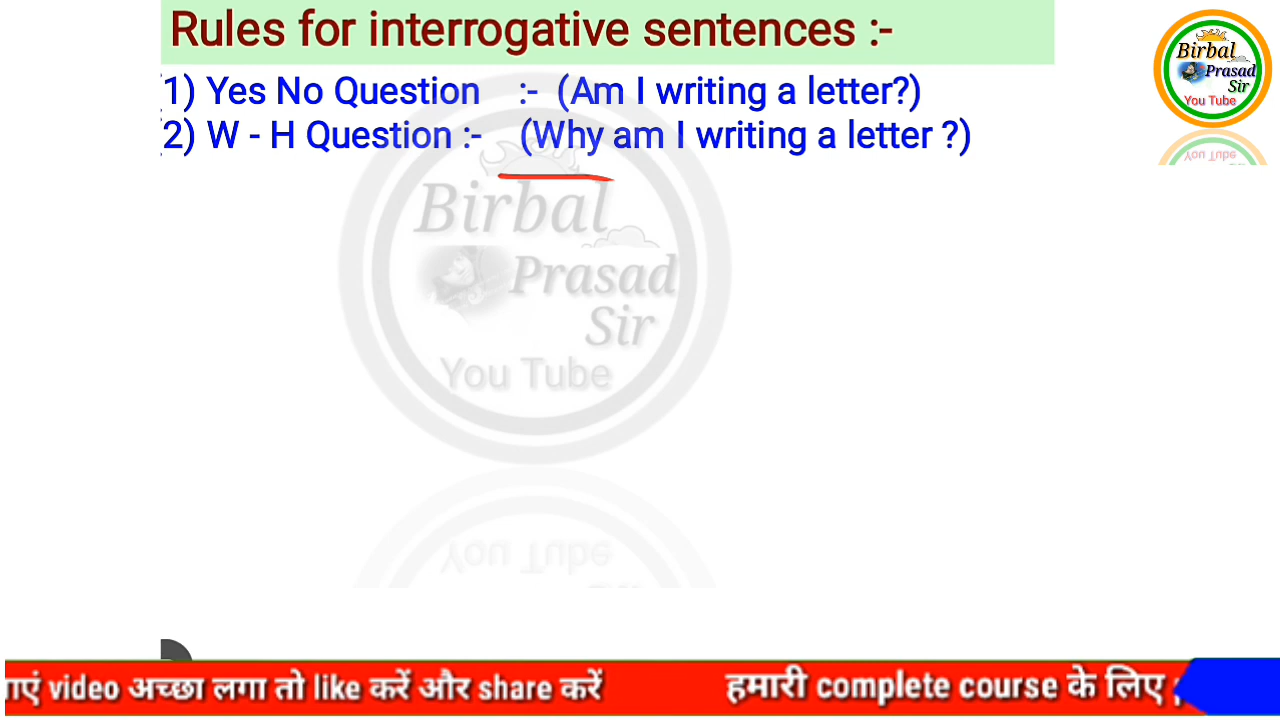 Rules for interrogative sentences :-
1) Yes No Question :- (Am I writing a letter?)
2) W - H Question :- (Why am I writing a letter ?)
Birbal
Prasad
Sir
You Tube
Birbal
Prasad
Sir
You Tube
video अच्छा लगा तो like करें और share करें हमारी complete course के लिए